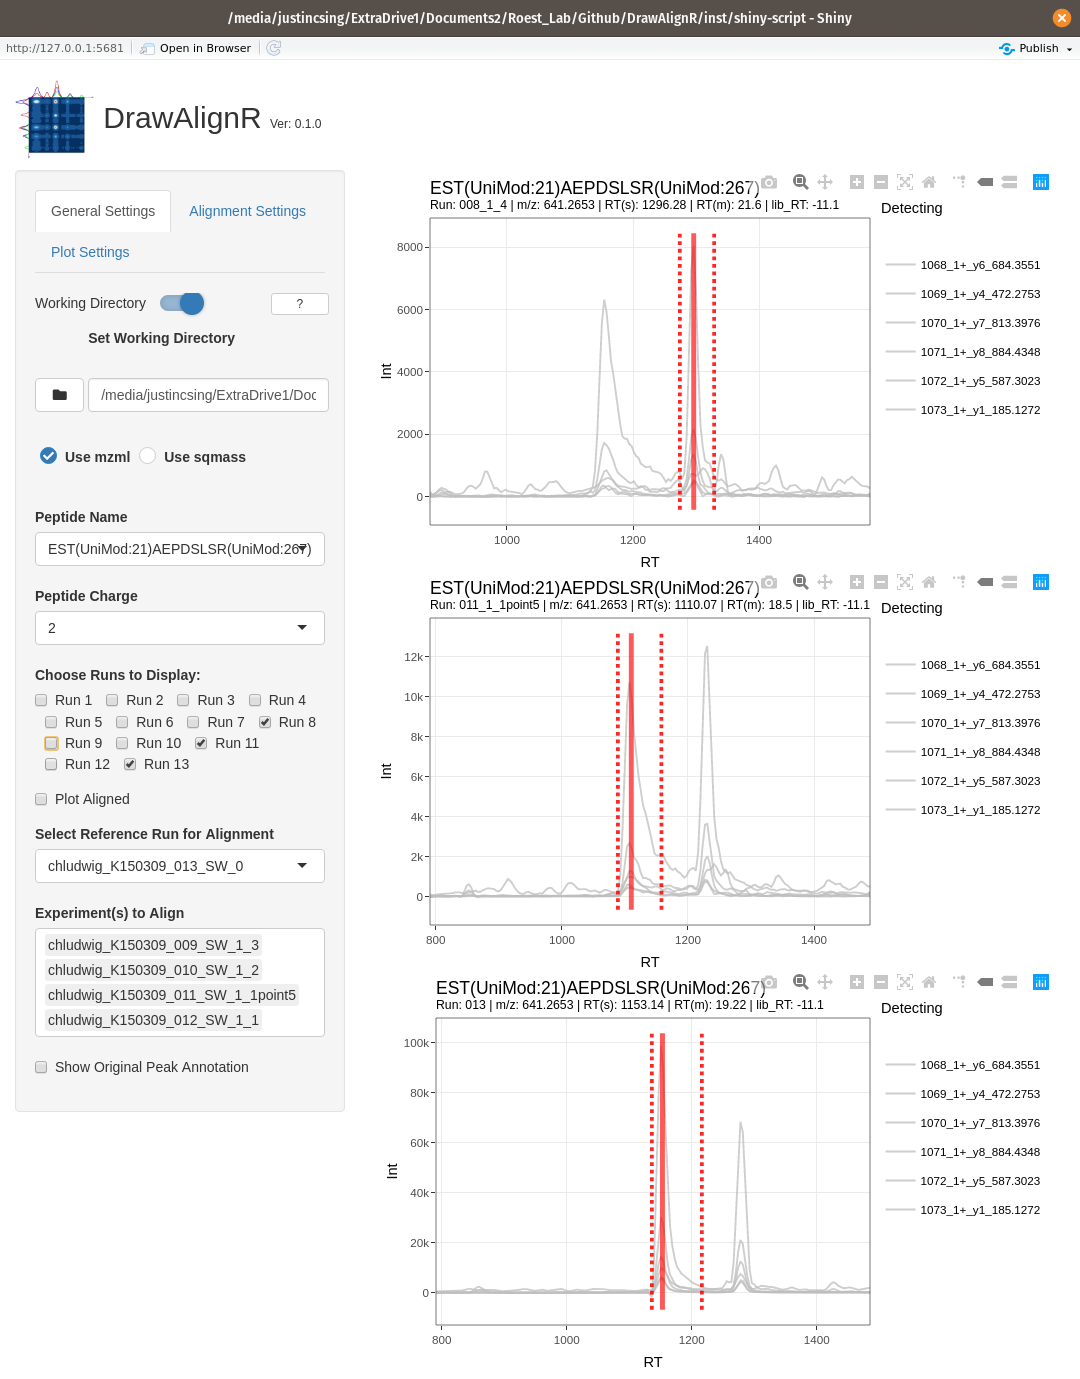 /media/justincsing/ExtraDrive1/Documents2/Roest_Lab/Github/DrawAlignR/inst/shiny-script - Shiny
http://127.0.0.1:5681 Open in Browser Publish
DrawAlignR Ver: 0.1.0
General Settings Alignment Settings
Plot Settings
Working Directory ?
Set Working Directory
/media/justincsing/ExtraDrive1/Doc
Use mzml Use sqmass
Peptide Name
EST(UniMod:21)AEPDSLSR(UniMod:267)
Peptide Charge
2
Choose Runs to Display:
Run 1 Run 2 Run 3 Run 4
Run 5 Run 6 Run 7 Run 8
Run 9 Run 10 Run 11
Run 12 Run 13
Plot Aligned
Select Reference Run for Alignment
chludwig_K150309_013_SW_0
Experiment(s) to Align
chludwig_K150309_009_SW_1_3
chludwig_K150309_010_SW_1_2
chludwig_K150309_011_SW_1_1point5
chludwig_K150309_012_SW_1_1
Show Original Peak Annotation
EST(UniMod:21)AEPDSLSR(UniMod:267)
Run: 008_1_4 | m/z: 641.2653 | RT(s): 1296.28 | RT(m): 21.6 | lib_RT: -11.1
Detecting
8000
6000
4000
2000
0
Int
1000 1200 1400
RT
1068_1+_y6_684.3551
1069_1+_y4_472.2753
1070_1+_y7_813.3976
1071_1+_y8_884.4348
1072_1+_y5_587.3023
1073_1+_y1_185.1272
EST(UniMod:21)AEPDSLSR(UniMod:267)
Run: 011_1_1point5 | m/z: 641.2653 | RT(s): 1110.07 | RT(m): 18.5 | lib_RT: -11.1
Detecting
12k
10k
8k
6k
4k
2k
0
Int
800 1000 1200 1400
RT
1068_1+_y6_684.3551
1069_1+_y4_472.2753
1070_1+_y7_813.3976
1071_1+_y8_884.4348
1072_1+_y5_587.3023
1073_1+_y1_185.1272
EST(UniMod:21)AEPDSLSR(UniMod:267)
Run: 013 | m/z: 641.2653 | RT(s): 1153.14 | RT(m): 19.22 | lib_RT: -11.1
Detecting
100k
80k
60k
40k
20k
0
Int
800 1000 1200 1400
RT
1068_1+_y6_684.3551
1069_1+_y4_472.2753
1070_1+_y7_813.3976
1071_1+_y8_884.4348
1072_1+_y5_587.3023
1073_1+_y1_185.1272